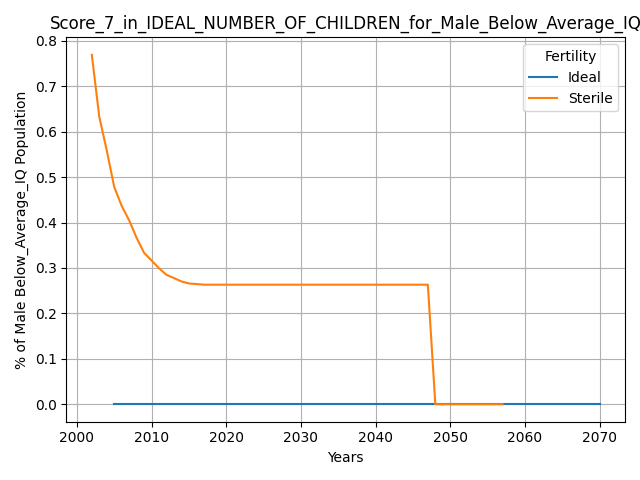 Score_7_in_IDEAL_NUMBER_OF_CHILDREN_for_Male_Below_Average_IQ
Fertility
Ideal
Sterile
% of Male Below_Average_IQ Population
0.8
0.7
0.6
0.5
0.4
0.3
0.2
0.1
0.0
2000 2010 2020 2030 2040 2050 2060 2070
Years